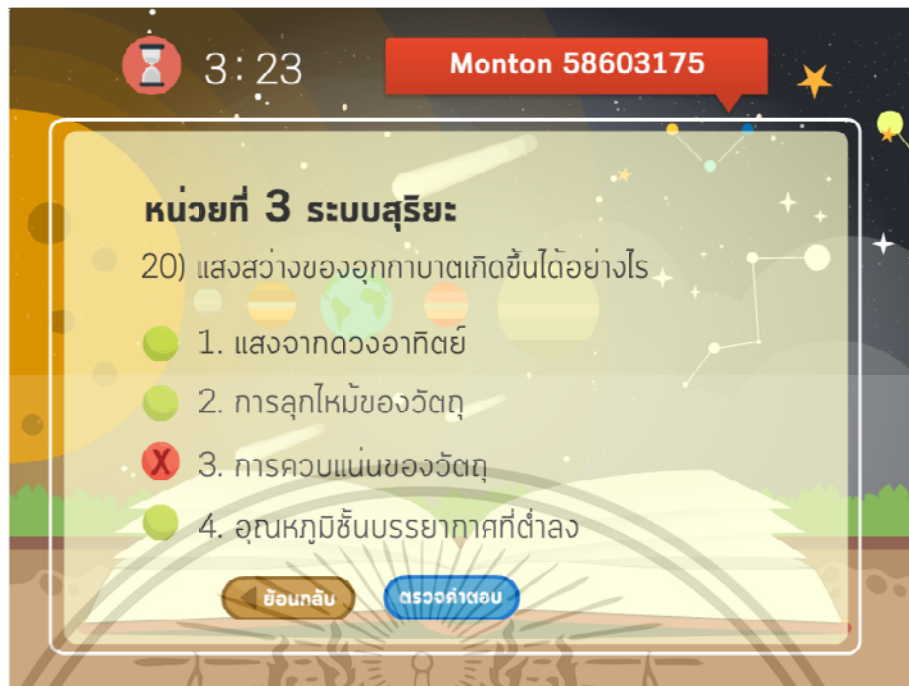 3:23
Monton 58603175
หน่วยที่ 3 ระบบสุริยะ
20) แสงสว่างของอุกกาบาตเกิดขึ้นได้อย่างไร
1. แสงจากดวงอาทิตย์
2. การลุกไหม้ของวัตถุ
X 3. การควบแน่นของวัตถุ
4. อุณหภูมิชั้นบรรยากาศที่ต่ำลง
ย้อนกลับ ตรวจคำตอบ